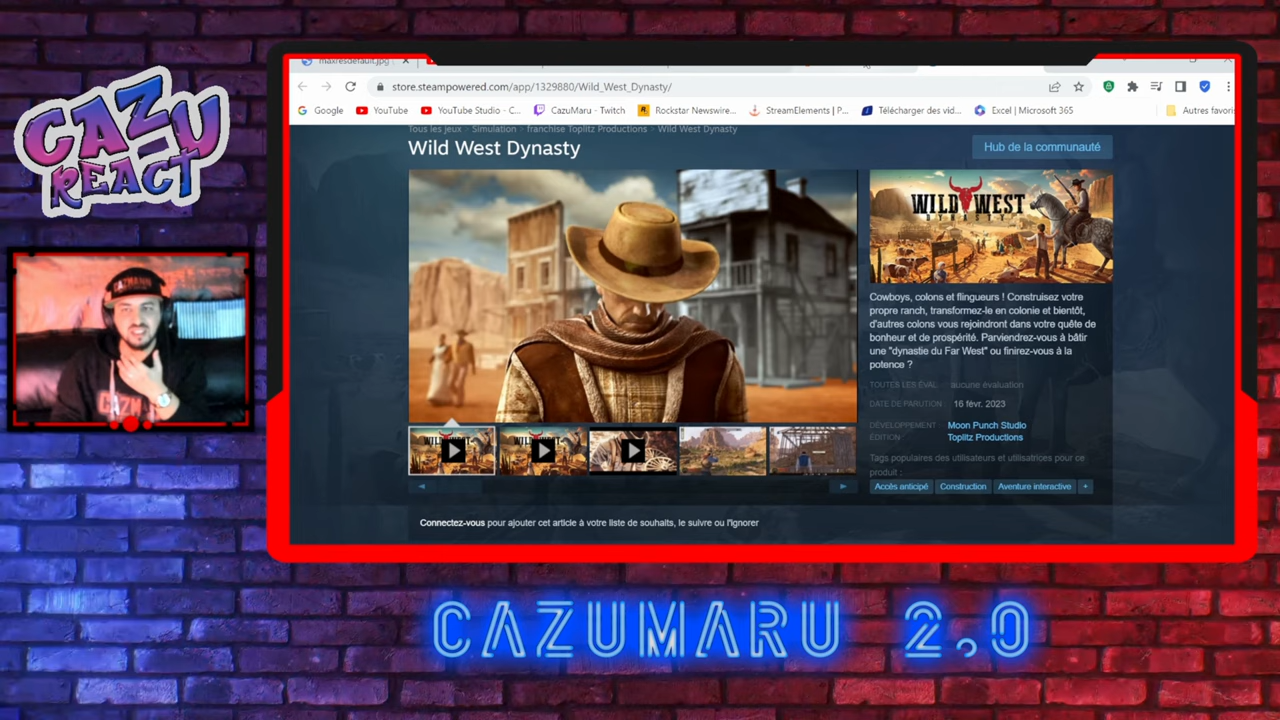 CAZU
REACT
maxresdefault.jpg
store.steampowered.com/app/1329880/Wild_West_Dynasty/
Google YouTube YouTube Studio - C... CazuMaru - Twitch Rockstar Newswire... StreamElements | P... Télécharger des vid... Excel | Microsoft 365 Autres favoris
Tous les jeux > Simulation > franchise Toplitz Productions > Wild West Dynasty
Wild West Dynasty
Hub de la communauté
WILD WEST
DYNASTY
Cowboys, colons et flingueurs ! Construisez votre
propre ranch, transformez-le en colonie et bientôt,
d'autres colons vous rejoindront dans votre quête de
bonheur et de prospérité. Parviendrez-vous à bâtir
une "dynastie du Far West" ou finirez-vous à la
potence ?
TOUTES LES ÉVAL aucune évaluation
DATE DE PARUTION 16 févr. 2023
DÉVELOPPEMENT Moon Punch Studio
ÉDITION: Toplitz Productions
Tags populaires des utilisateurs et utilisatrices pour ce
produit :
Accès anticipé Construction Aventure interactive +
Connectez-vous pour ajouter cet article à votre liste de souhaits, le suivre ou l'ignorer
CAZUMARU 2.0